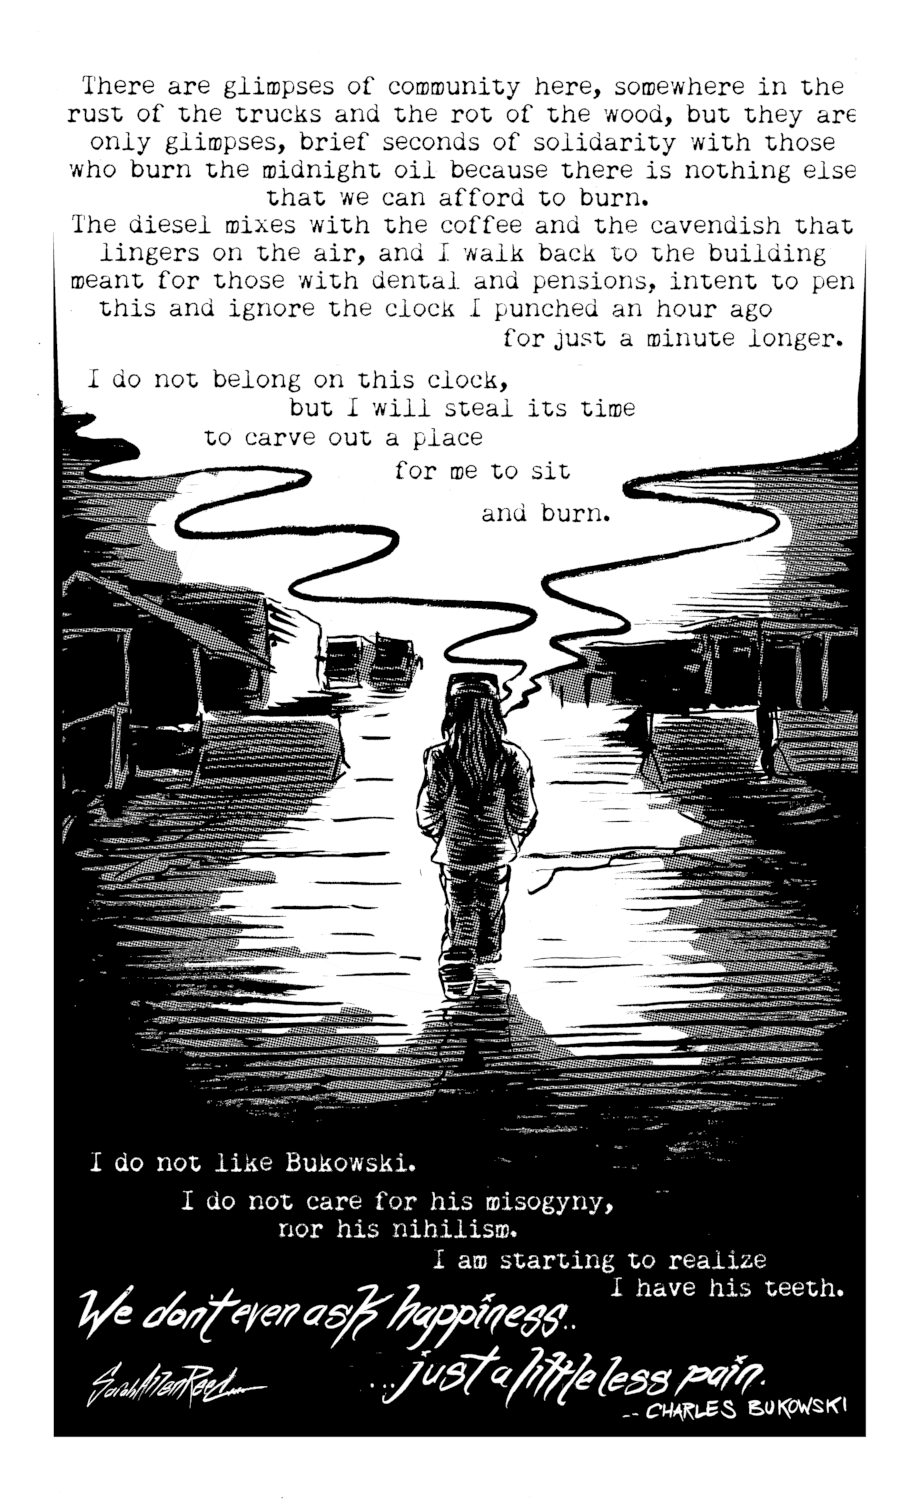 There are glimpses of community here, somewhere in the
rust of the trucks and the rot of the wood, but they are
only glimpses, brief seconds of solidarity with those
who burn the midnight oil because there is nothing else
that we can afford to burn.
The diesel mixes with the coffee and the cavendish that
lingers on the air, and I walk back to the building
meant for those with dental and pensions, intent to pen
this and ignore the clock I punched an hour ago
for just a minute longer.
I do not belong on this clock,
but I will steal its time
to carve out a place
for me to sit
and burn.
I do not like Bukowski.
I do not care for his misogyny,
nor his nihilism.
I am starting to realize
I have his teeth.
We don't even ask happiness..
...just a little less pain.
Sarah Allen Reed
-- CHARLES BUKOWSKI